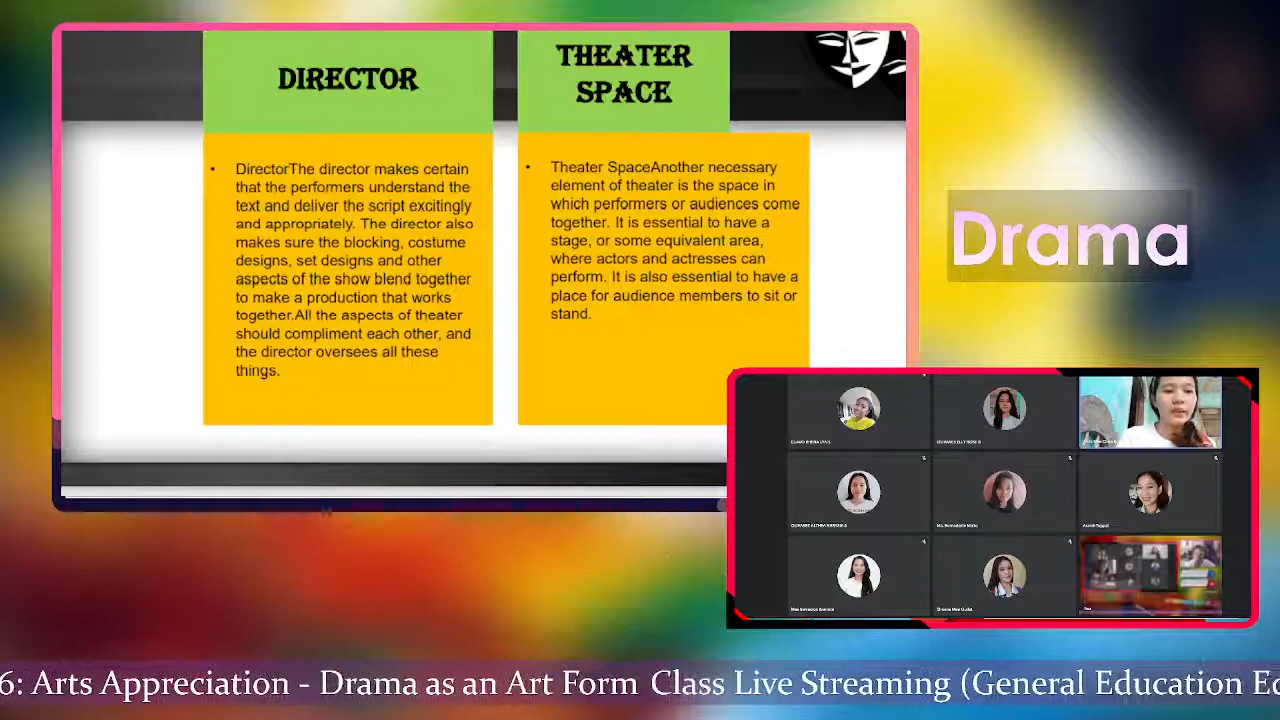 DIRECTOR
• DirectorThe director makes certain
that the performers understand the
text and deliver the script excitingly
and appropriately. The director also
makes sure the blocking, costume
designs, set designs and other
aspects of the show blend together
to make a production that works
together.All the aspects of theater
should compliment each other, and
the director oversees all these
things.
THEATER
SPACE
• Theater SpaceAnother necessary
element of theater is the space in
which performers or audiences come
together. It is essential to have a
stage, or some equivalent area,
where actors and actresses can
perform. It is also essential to have a
place for audience members to sit or
stand.
Drama
You
6: Arts Appreciation - Drama as an Art Form Class Live Streaming (General Education Ed